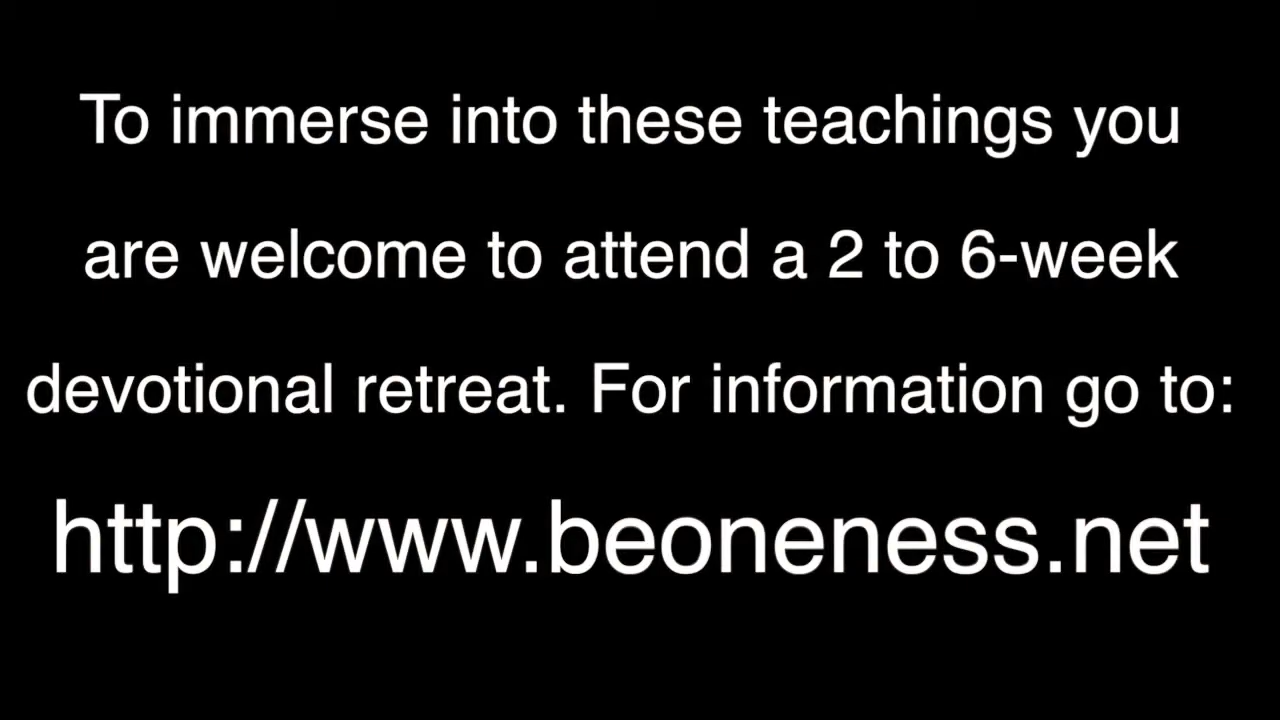 To immerse into these teachings you
are welcome to attend a 2 to 6-week
devotional retreat. For information go to:
http://www.beoneness.net